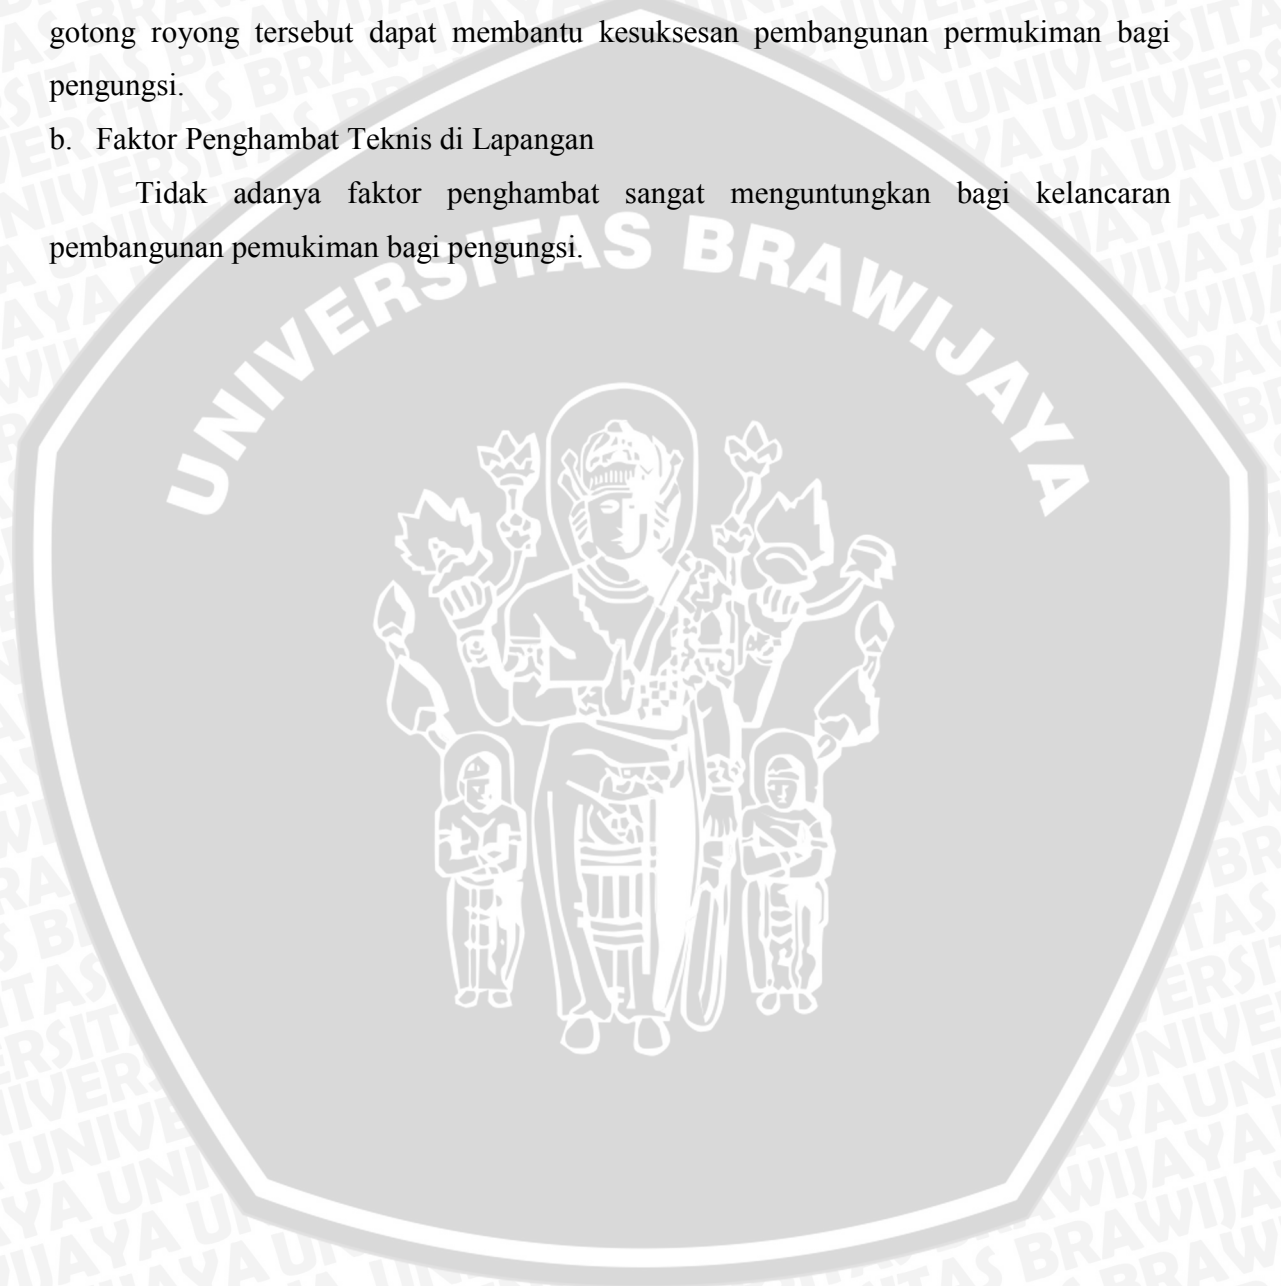 gotong royong tersebut dapat membantu kesuksesan pembangunan permukiman bagi
pengungsi.
b. Faktor Penghambat Teknis di Lapangan
Tidak adanya faktor penghambat sangat menguntungkan bagi kelancaran
pembangunan pemukiman bagi pengungsi.
UNIVERSITAS BRAWIJAYA